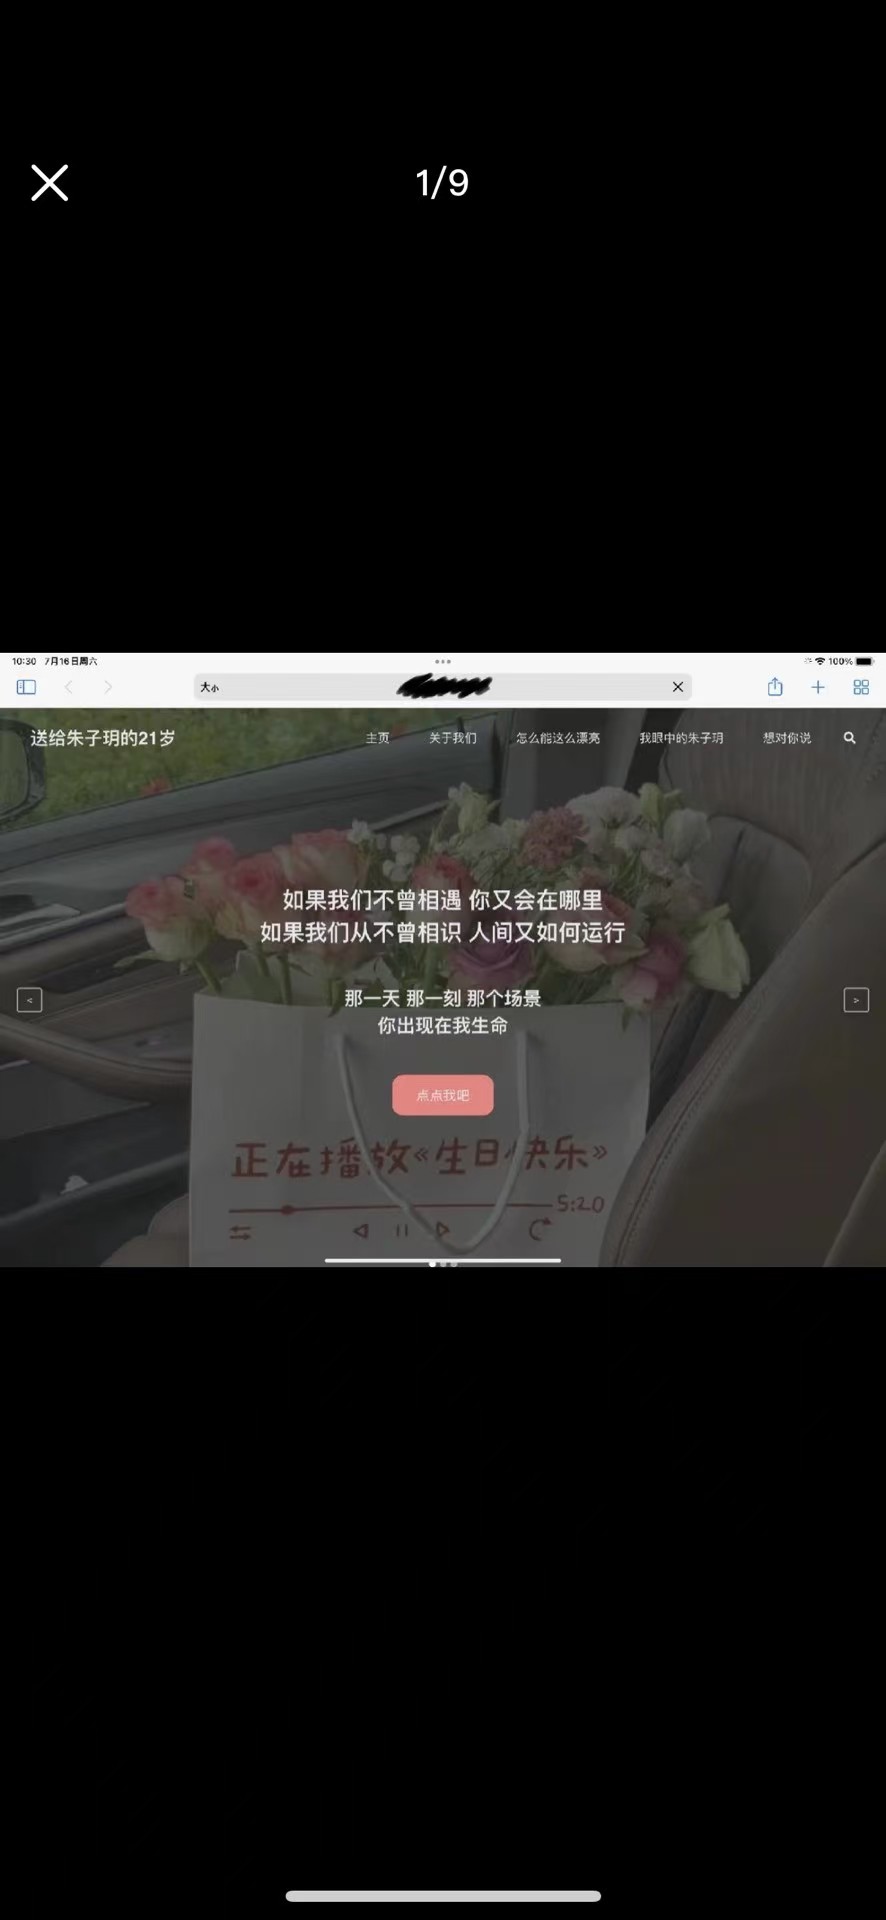 1/9
10:30 7月16日周六
100%
大小
送给朱子玥的21岁
主页 关于我们 怎么能这么漂亮 我眼中的朱子玥 想对你说
如果我们不曾相遇 你又会在哪里
如果我们从不曾相识 人间又如何运行
< >
那一天 那一刻 那个场景
你出现在我生命
点点我吧
正在播放《生日快乐》
5:20